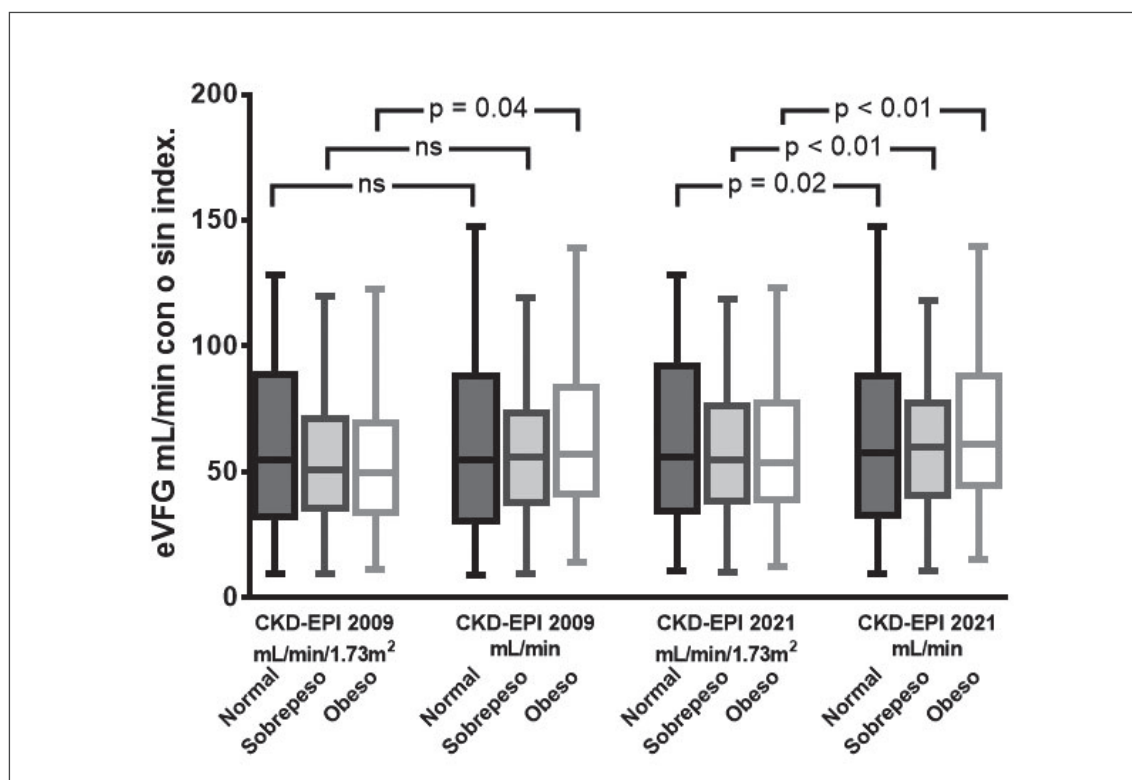 eVFG mL/min con o sin index.
200
150
100
50
0
p = 0.04
ns
ns
p < 0.01
p < 0.01
p = 0.02
CKD-EPI 2009
mL/min/1.73m²
CKD-EPI 2009
mL/min
CKD-EPI 2021
mL/min/1.73m²
CKD-EPI 2021
mL/min
Normal
Sobrepeso
Obeso
Normal
Sobrepeso
Obeso
Normal
Sobrepeso
Obeso
Normal
Sobrepeso
Obeso